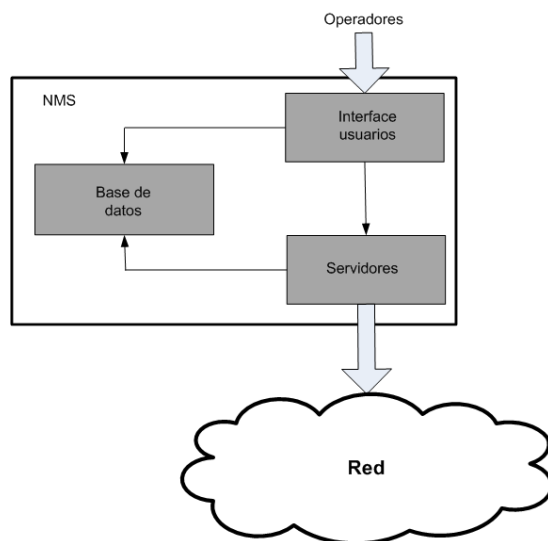 Operadores
NMS
Interface
usuarios
Base de
datos
Servidores
Red